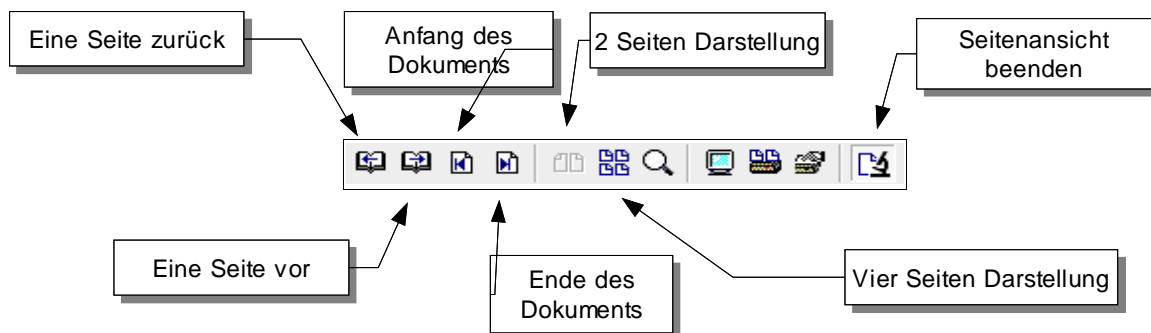 Eine Seite zurück
Anfang des
Dokuments
2 Seiten Darstellung
Seitenansicht
beenden
Eine Seite vor
Ende des
Dokuments
Vier Seiten Darstellung